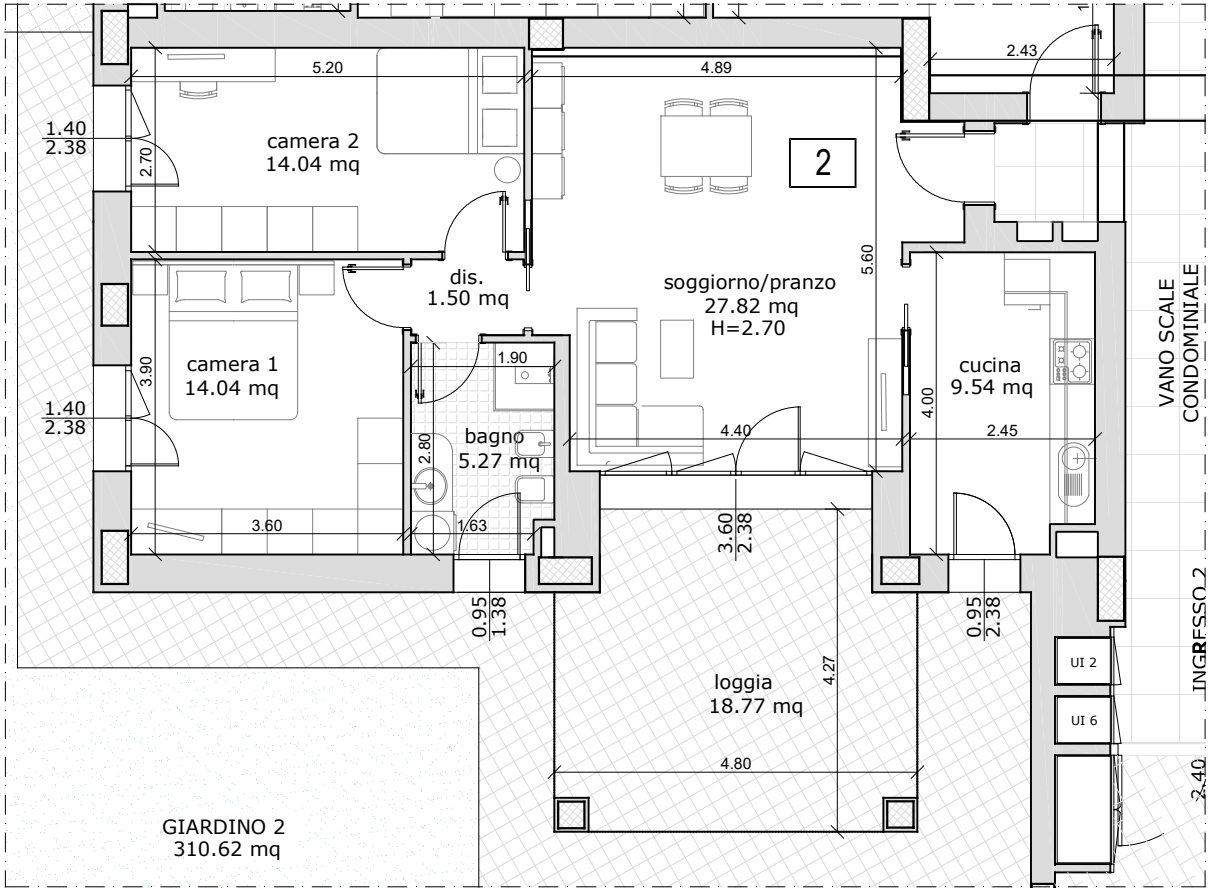 2.43
5.20
4.89
1.40
2.38
camera 2
14.04 mq
2.70
2
dis.
1.50 mq
soggiorno/pranzo
27.82 mq
H=2.70
5.60
VANO SCALE
CONDOMINIALE
camera 1
14.04 mq
3.90
1.90
cucina
9.54 mq
1.40
2.38
4.00
bagno
5.27 mq
2.80
4.40
2.45
3.60
1.63
3.60
2.38
0.95
1.38
0.95
2.38
INGRESSO 2
UI 2
loggia
18.77 mq
4.27
UI 6
4.80
2.40
GIARDINO 2
310.62 mq